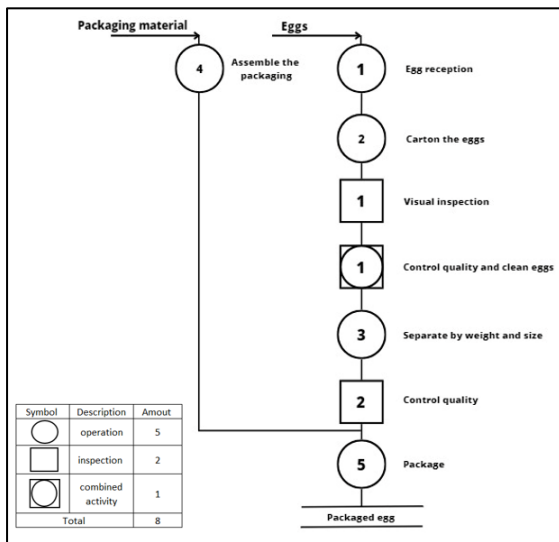 Packaging material
Eggs
4
Assemble the
packaging
1
Egg reception
2
Carton the eggs
1
Visual inspection
1
Control quality and clean eggs
3
Separate by weight and size
2
Control quality
5
Package
Packaged egg
Symbol Description Amout
operation 5
inspection 2
combined
activity 1
Total 8